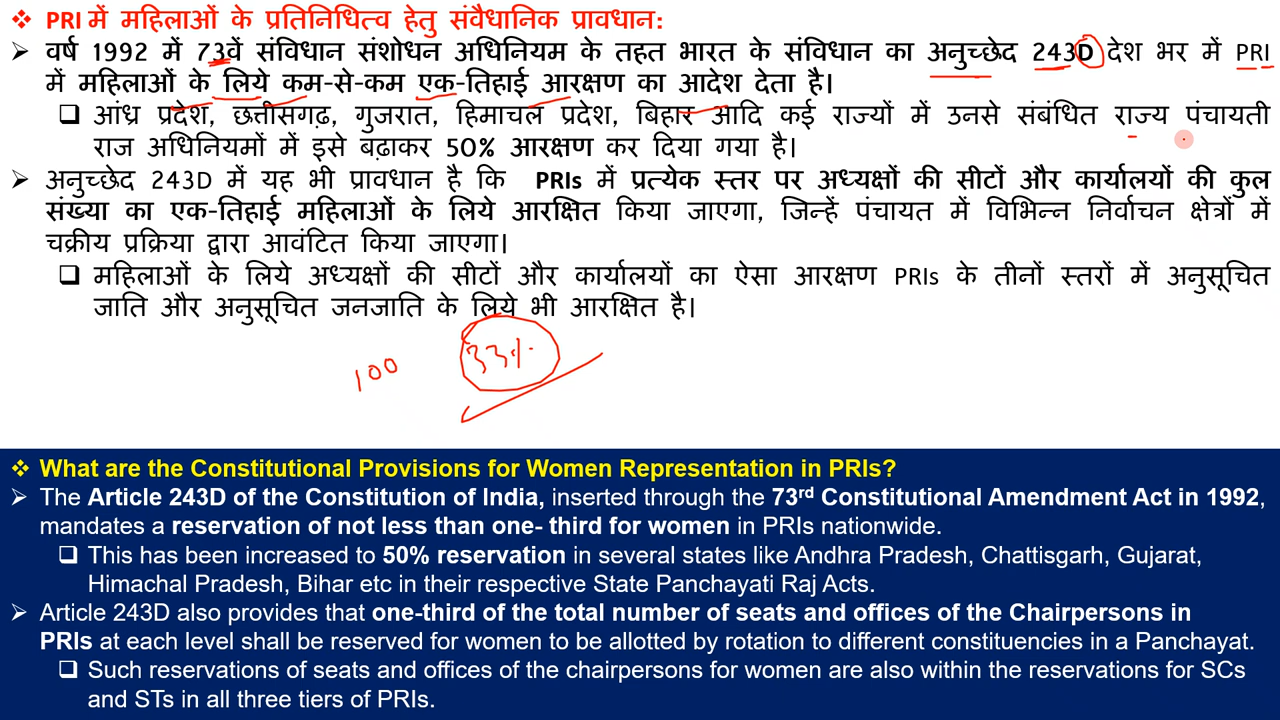 ❖ PRI में महिलाओं के प्रतिनिधित्व हेतु संवैधानिक प्रावधान:
➢ वर्ष 1992 में 73वें संविधान संशोधन अधिनियम के तहत भारत के संविधान का अनुच्छेद 243D देश भर में PRI
में महिलाओं के लिये कम-से-कम एक-तिहाई आरक्षण का आदेश देता है।
❑ आंध्र प्रदेश, छत्तीसगढ़, गुजरात, हिमाचल प्रदेश, बिहार आदि कई राज्यों में उनसे संबंधित राज्य पंचायती
राज अधिनियमों में इसे बढ़ाकर 50% आरक्षण कर दिया गया है।
➢ अनुच्छेद 243D में यह भी प्रावधान है कि PRIs में प्रत्येक स्तर पर अध्यक्षों की सीटों और कार्यालयों की कुल
संख्या का एक-तिहाई महिलाओं के लिये आरक्षित किया जाएगा, जिन्हें पंचायत में विभिन्न निर्वाचन क्षेत्रों में
चक्रीय प्रक्रिया द्वारा आवंटित किया जाएगा।
❑ महिलाओं के लिये अध्यक्षों की सीटों और कार्यालयों का ऐसा आरक्षण PRIs के तीनों स्तरों में अनुसूचित
जाति और अनुसूचित जनजाति के लिये भी आरक्षित है।
100 33%
❖ What are the Constitutional Provisions for Women Representation in PRIs?
➢ The Article 243D of the Constitution of India, inserted through the 73rd Constitutional Amendment Act in 1992,
mandates a reservation of not less than one- third for women in PRIs nationwide.
❑ This has been increased to 50% reservation in several states like Andhra Pradesh, Chattisgarh, Gujarat,
Himachal Pradesh, Bihar etc in their respective State Panchayati Raj Acts.
➢ Article 243D also provides that one-third of the total number of seats and offices of the Chairpersons in
PRIs at each level shall be reserved for women to be allotted by rotation to different constituencies in a Panchayat.
❑ Such reservations of seats and offices of the chairpersons for women are also within the reservations for SCs
and STs in all three tiers of PRIs.